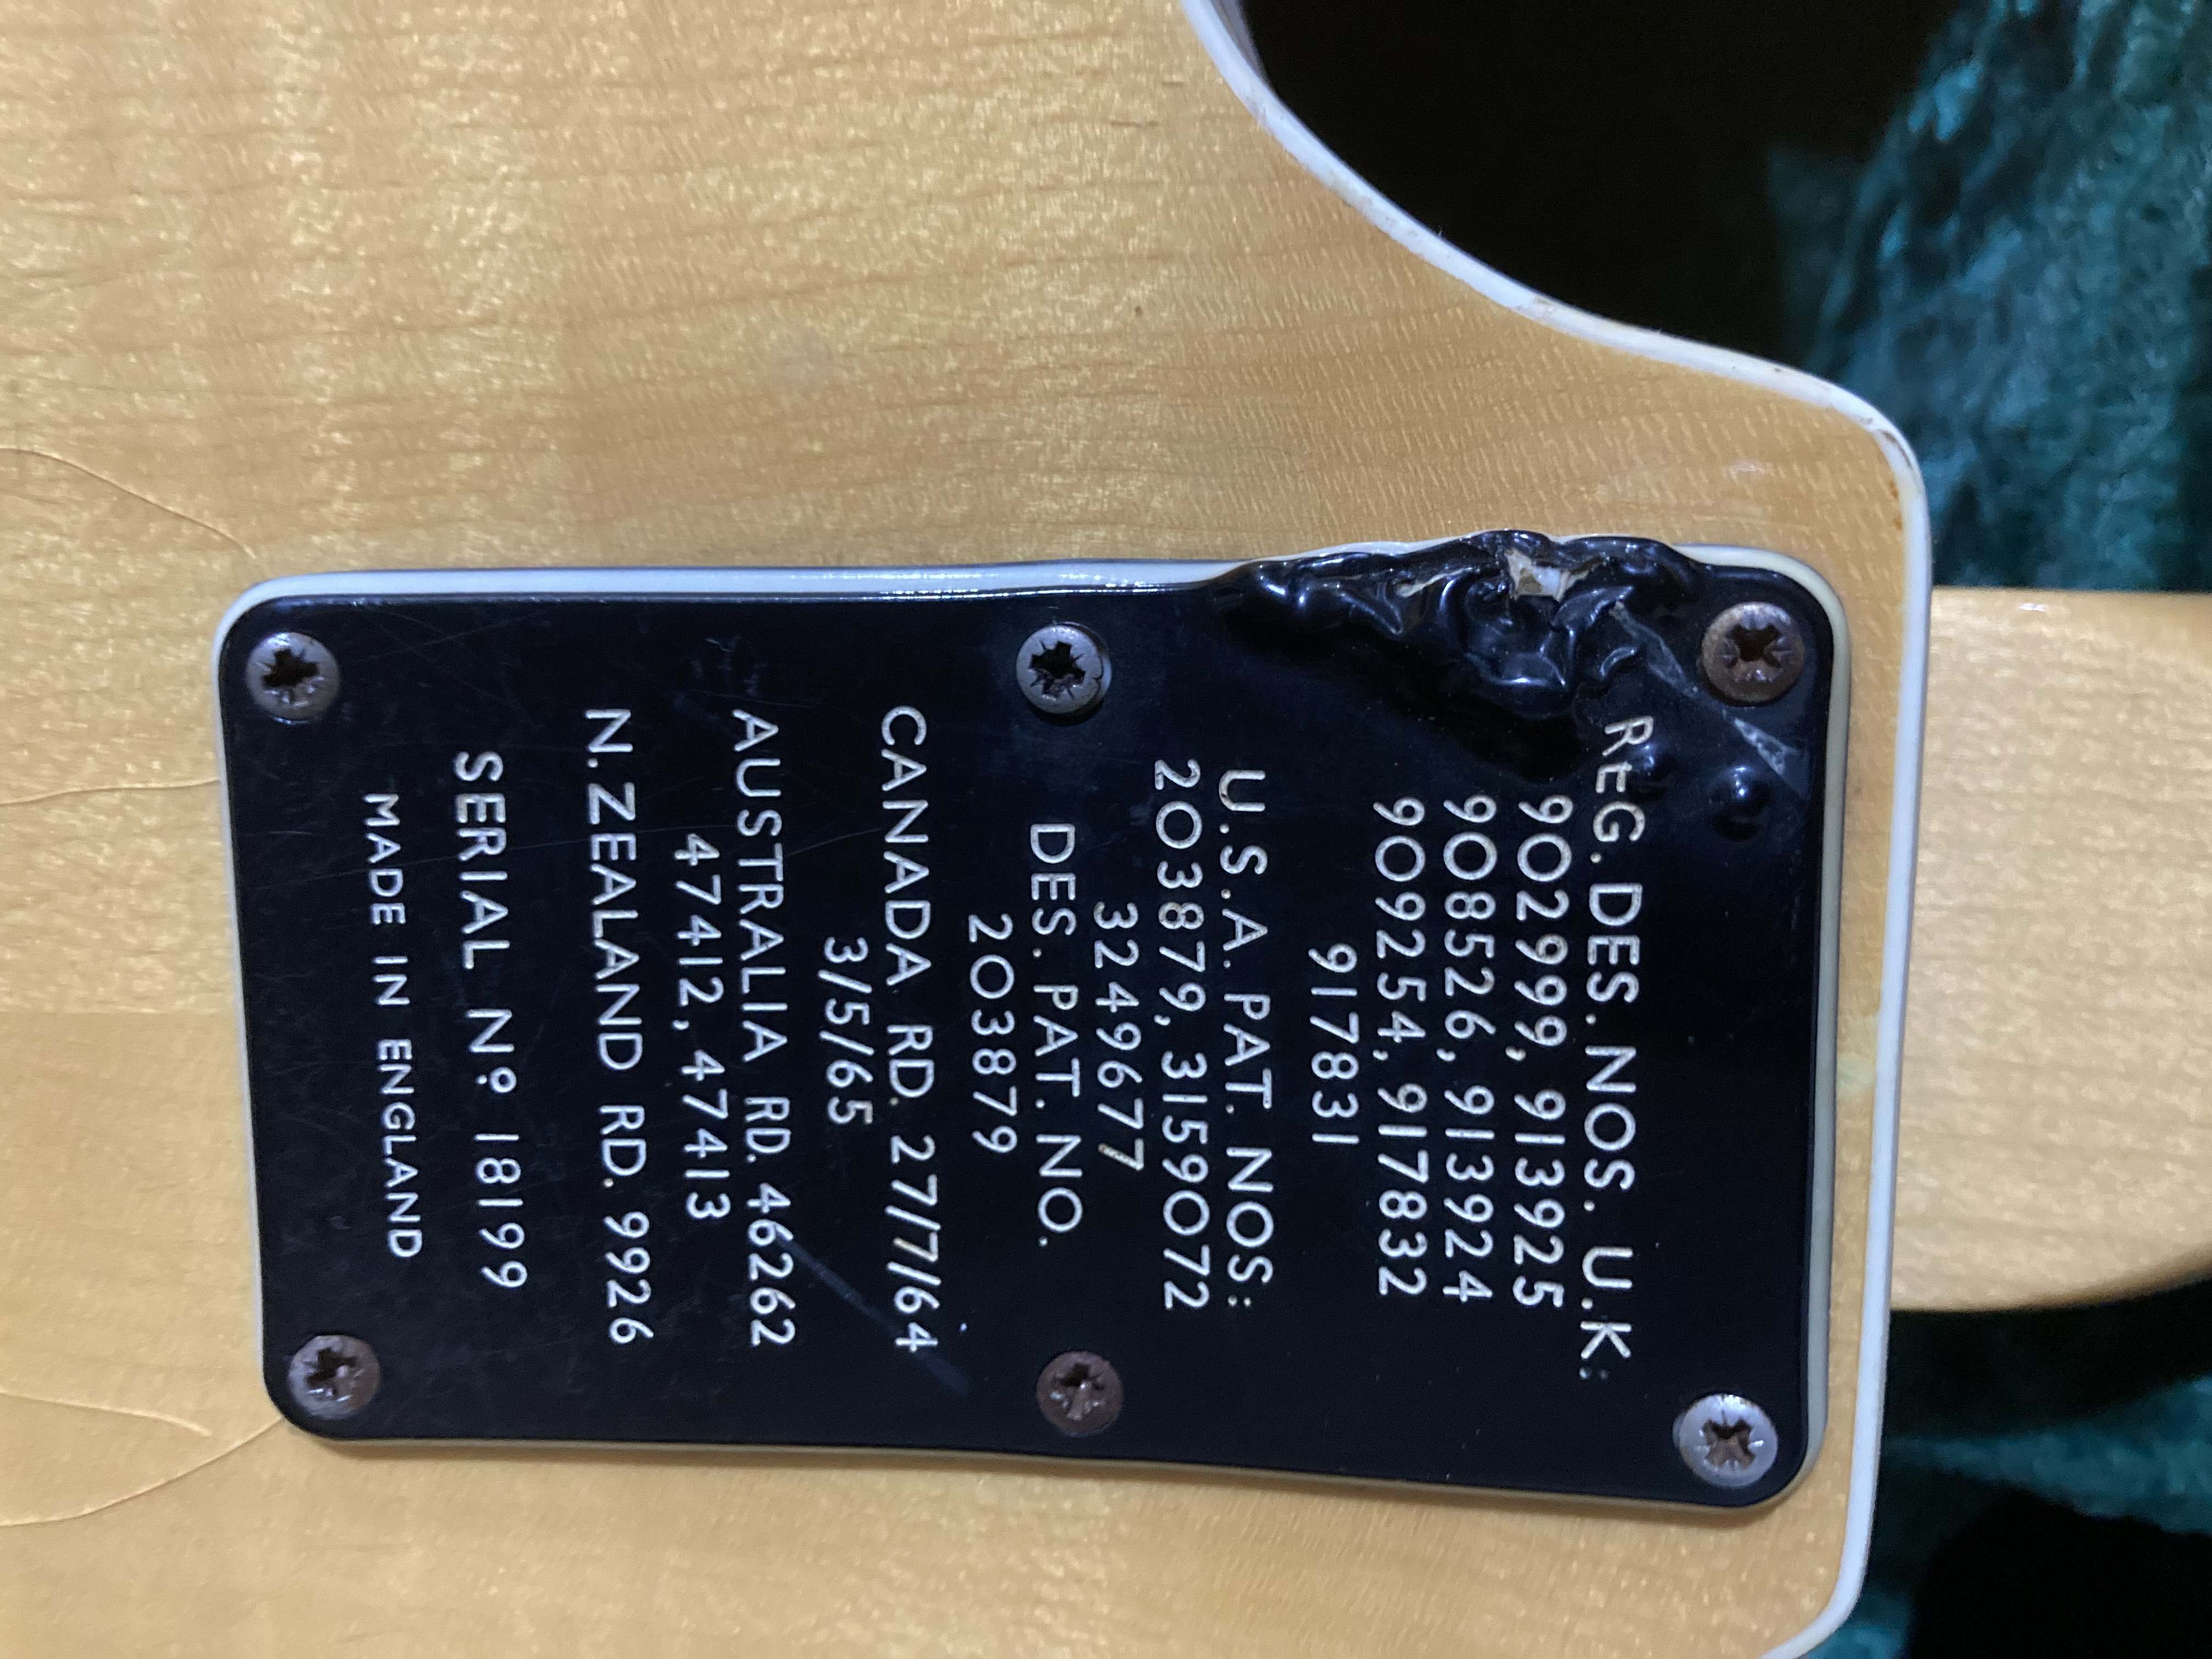 REG. DES. NOS. U.K:
902999, 913925
908526, 913924
909254, 917832
917831
U.S.A. PAT. NOS:
203879, 3159072
3249677
DES. PAT. NO.
203879
CANADA RD. 27/7/64
3/5/65
AUSTRALIA RD. 46262
47412, 47413
N. ZEALAND RD. 9926
SERIAL Nº 18199
MADE IN ENGLAND